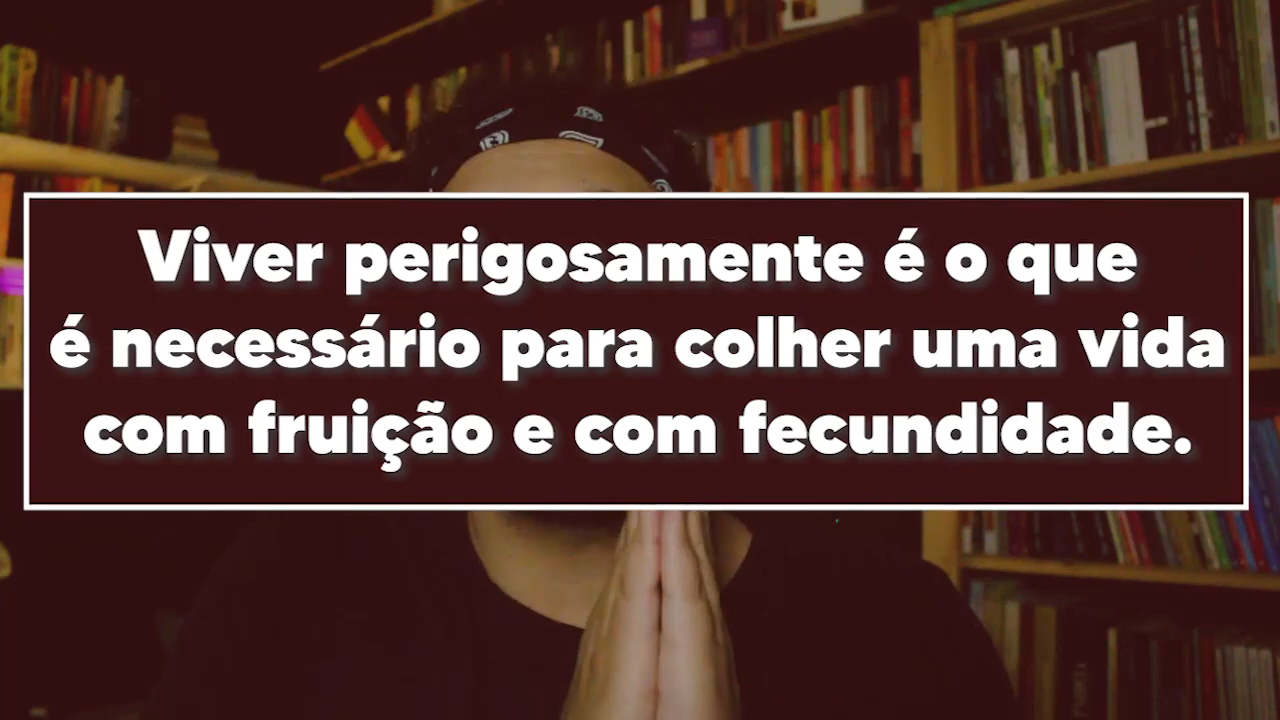 Viver perigosamente é o que
é necessário para colher uma vida
com fruição e com fecundidade.